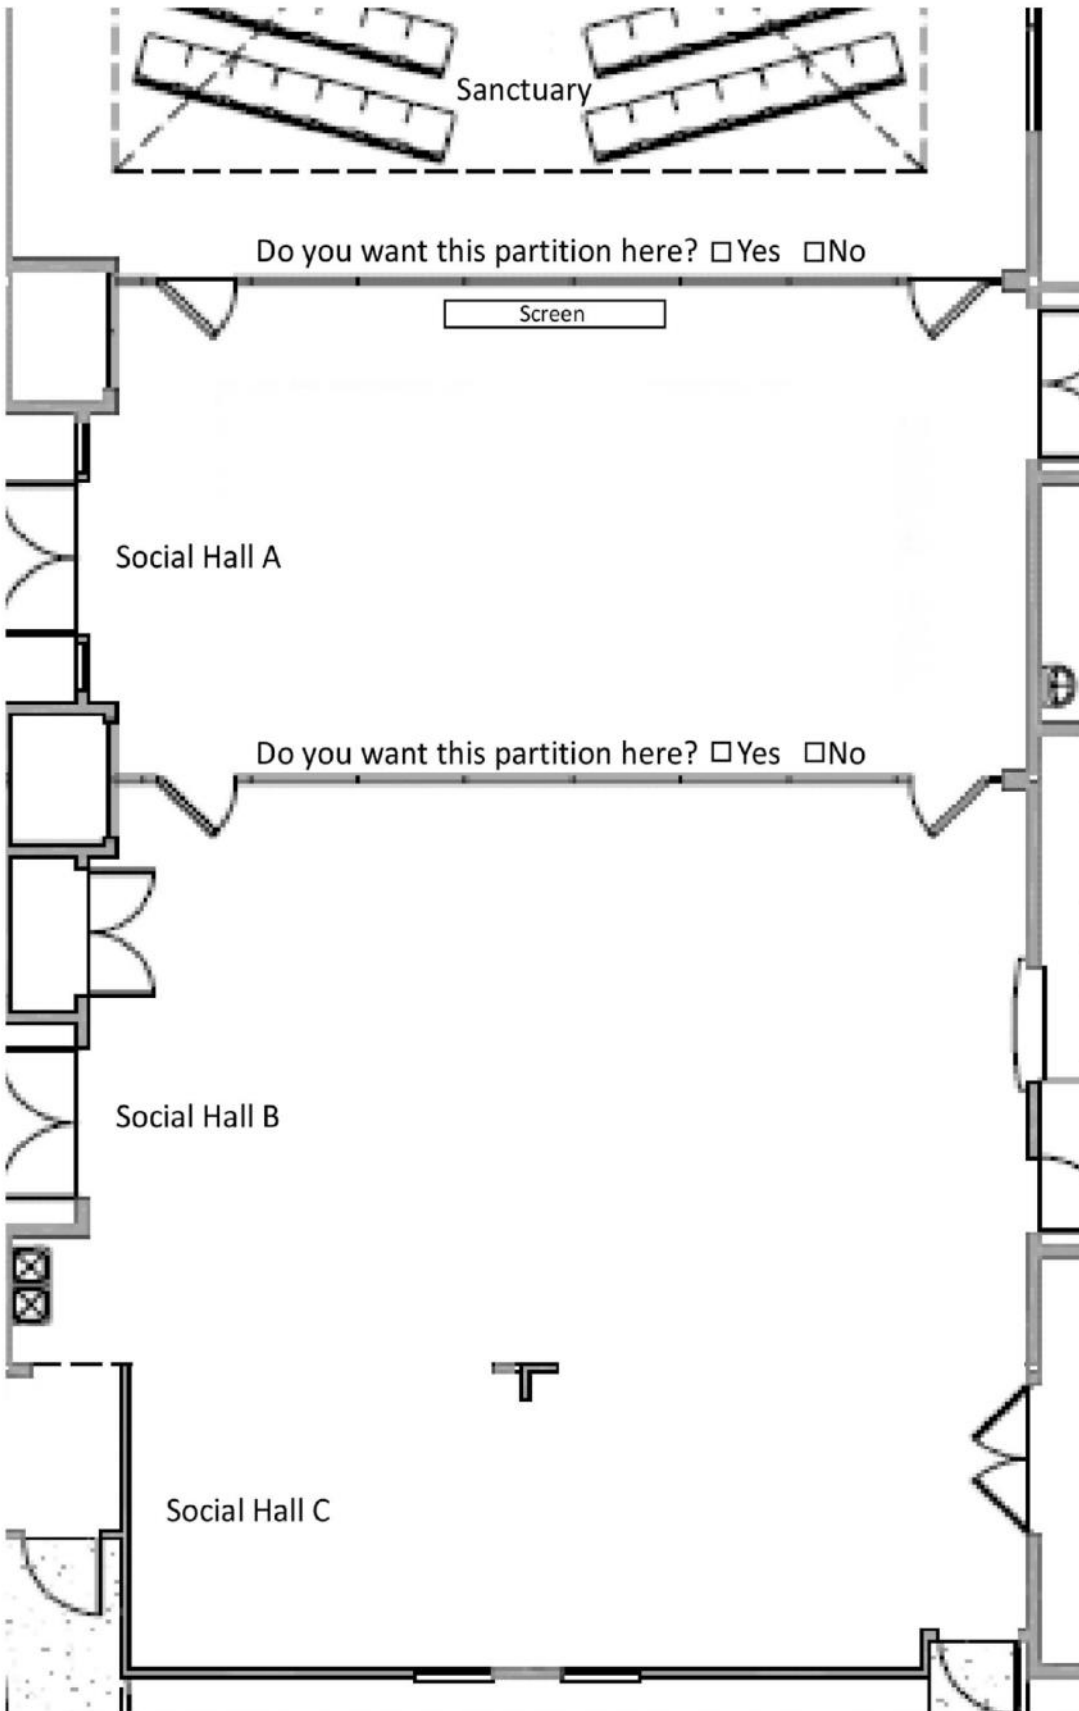 Sanctuary
Do you want this partition here? ☐Yes ☐No
Screen
Social Hall A
Do you want this partition here? ☐Yes ☐No
Social Hall B
Social Hall C